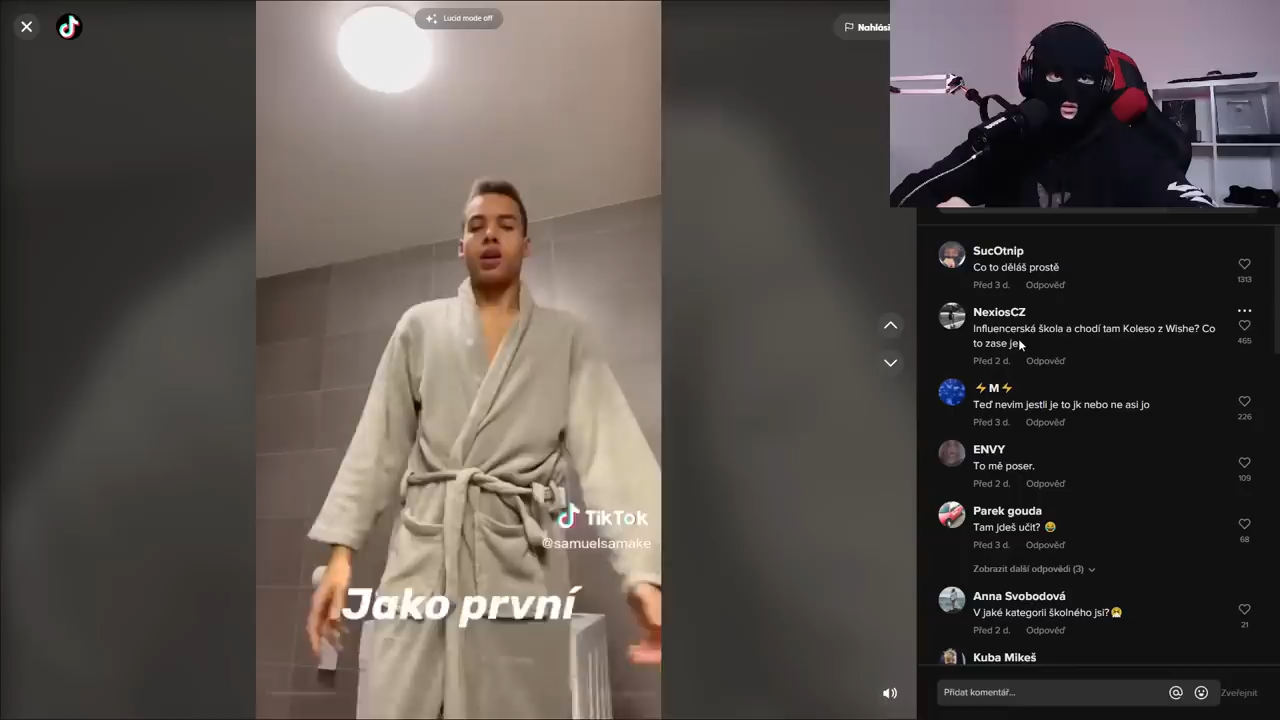 Lucid mode off
Nahlási
TikTok
@samuelsamake
Jako první
SucOtnip
Co to děláš prostě
Před 3 d. Odpověď
1313
NexiosCZ
Influencerská škola a chodí tam Koleso z Wishe? Co
to zase je
Před 2 d. Odpověď
465
⚡M⚡
Teď nevim jestli je to jk nebo ne asi jo
Před 3 d. Odpověď
226
ENVY
To mě poser.
Před 2 d. Odpověď
109
Parek gouda
Tam jdeš učit? 😂
Před 3 d. Odpověď
68
Zobrazit další odpovědi (3)
Anna Svobodová
V jaké kategorii školného jsi?😷
Před 2 d. Odpověď
21
Kuba Mikeš
Přidat komentář...
Zveřejnit